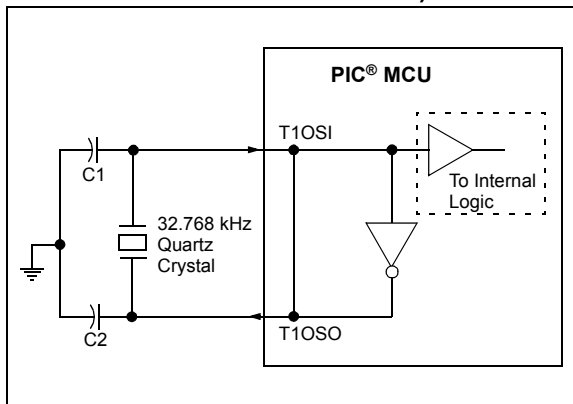 PIC® MCU
T1OSI
C1
To Internal
Logic
32.768 kHz
Quartz
Crystal
C2
T1OSO